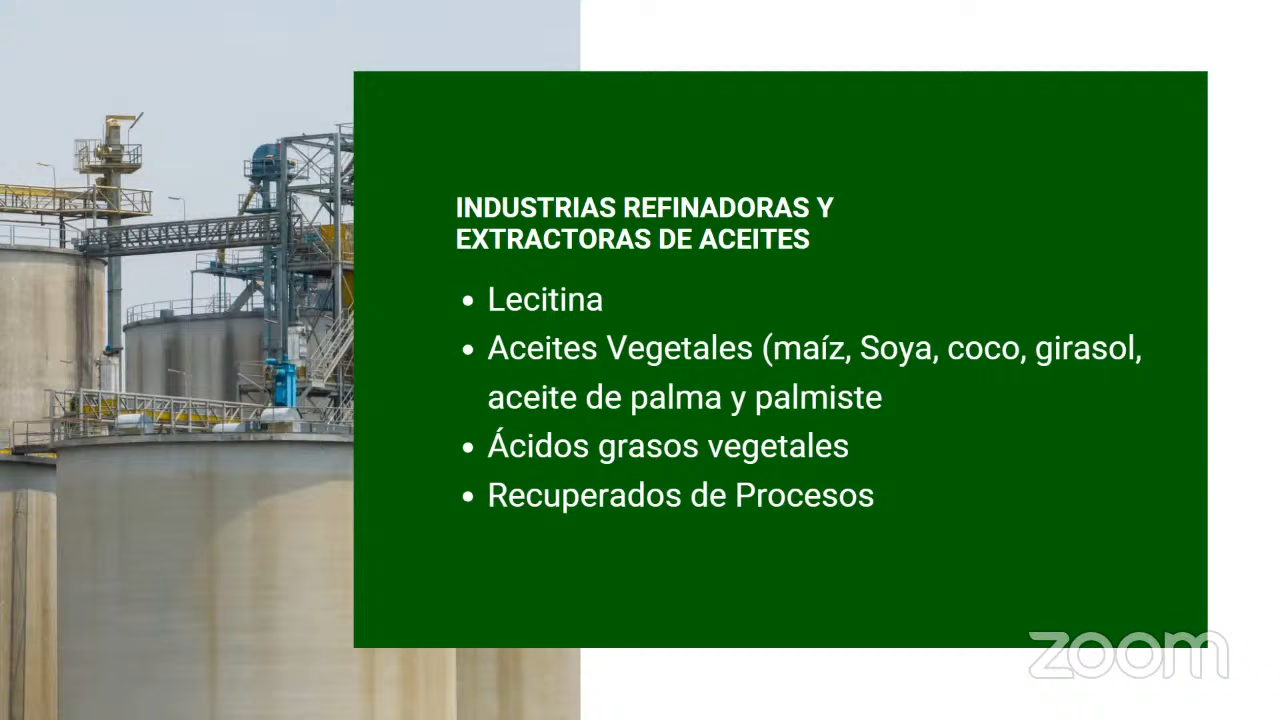 INDUSTRIAS REFINADORAS Y
EXTRACTORAS DE ACEITES
• Lecitina
• Aceites Vegetales (maíz, Soya, coco, girasol,
aceite de palma y palmiste
• Ácidos grasos vegetales
• Recuperados de Procesos
zoom